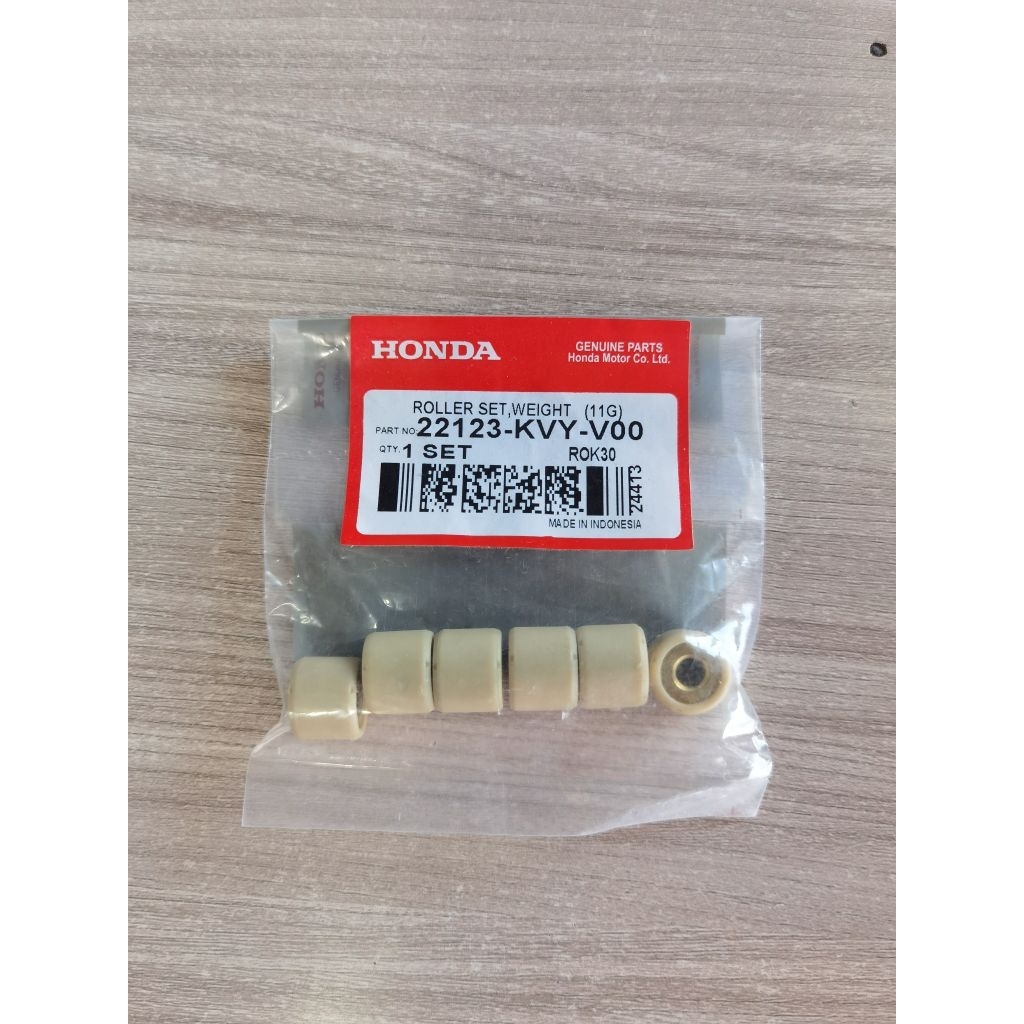 HONDA
GENUINE PARTS
Honda Motor Co. Ltd.
ROLLER SET,WEIGHT (11G)
PART NO: 22123-KVY-V00
QTY. 1 SET ROK30
24413
MADE IN INDONESIA